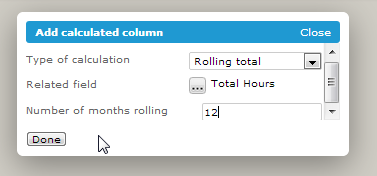 Add calculated column Close
Type of calculation Rolling total
Related field ... Total Hours
Number of months rolling 12
Done